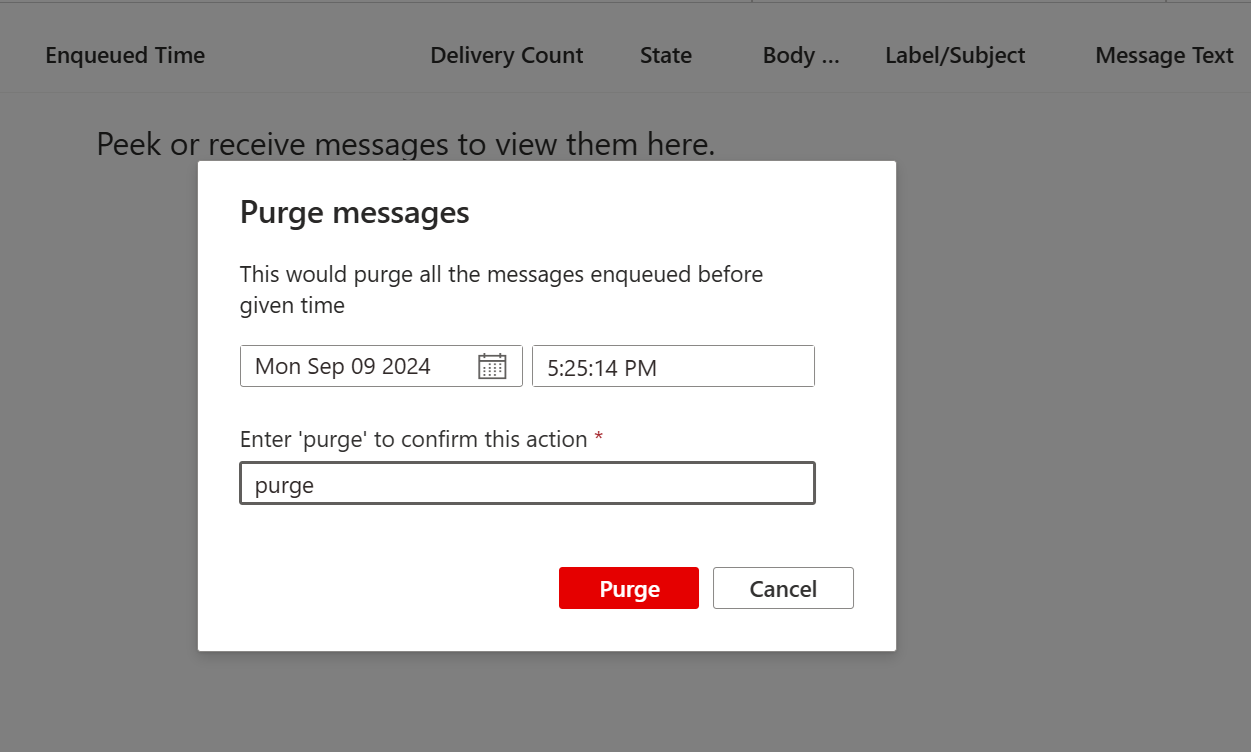 Enqueued Time Delivery Count State Body ... Label/Subject Message Text
Peek or receive messages to view them here.
Purge messages
This would purge all the messages enqueued before
given time
Mon Sep 09 2024 5:25:14 PM
Enter 'purge' to confirm this action *
purge
Purge Cancel